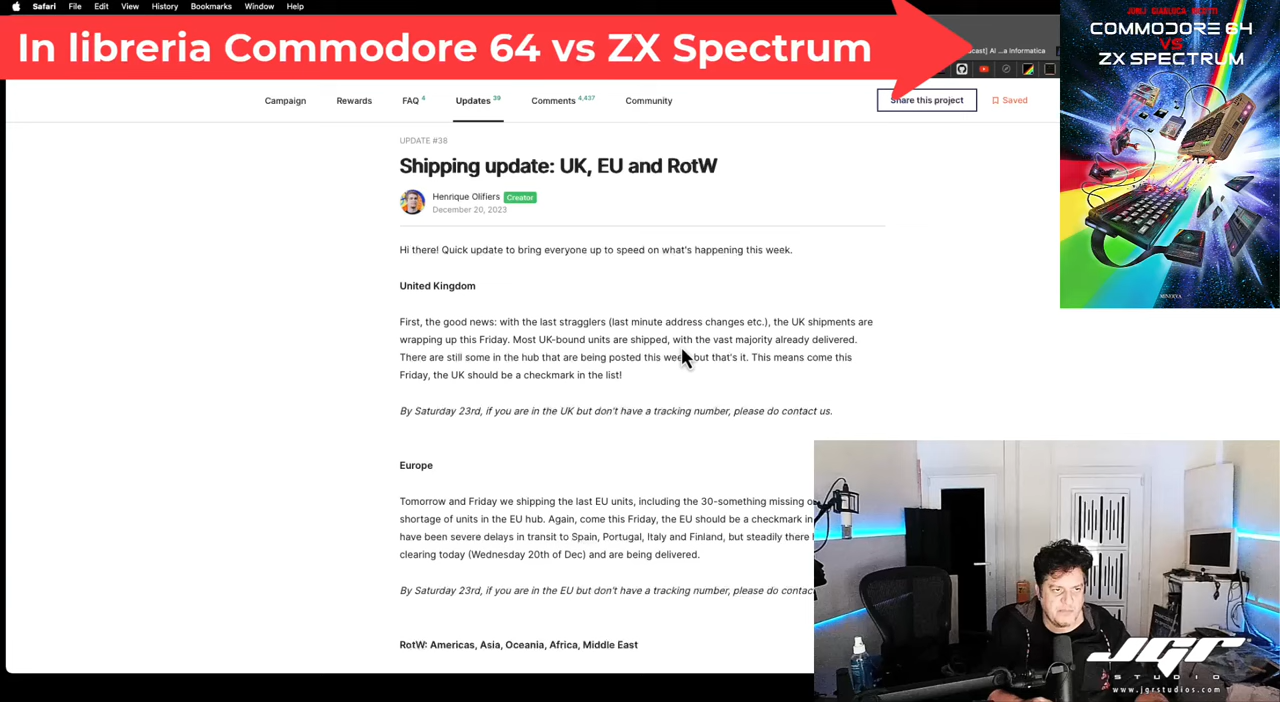 Safari File Edit View History Bookmarks Window Help
In libreria Commodore 64 vs ZX Spectrum
cast] AI ...a Informatica
COMMODORE 64
VS
ZX SPECTRUM
MINERVA
Campaign Rewards FAQ 4 Updates 39 Comments 4,437 Community
Share this project Saved
UPDATE #38
Shipping update: UK, EU and RotW
Henrique Olifiers Creator
December 20, 2023
Hi there! Quick update to bring everyone up to speed on what's happening this week.
United Kingdom
First, the good news: with the last stragglers (last minute address changes etc.), the UK shipments are
wrapping up this Friday. Most UK-bound units are shipped, with the vast majority already delivered.
There are still some in the hub that are being posted this week but that's it. This means come this
Friday, the UK should be a checkmark in the list!
By Saturday 23rd, if you are in the UK but don't have a tracking number, please do contact us.
Europe
Tomorrow and Friday we shipping the last EU units, including the 30-something missing
shortage of units in the EU hub. Again, come this Friday, the EU should be a checkmark in
have been severe delays in transit to Spain, Portugal, Italy and Finland, but steadily there
clearing today (Wednesday 20th of Dec) and are being delivered.
By Saturday 23rd, if you are in the EU but don't have a tracking number, please do contac
RotW: Americas, Asia, Oceania, Africa, Middle East
JGR
STUDIO
www.jgrstudios.com